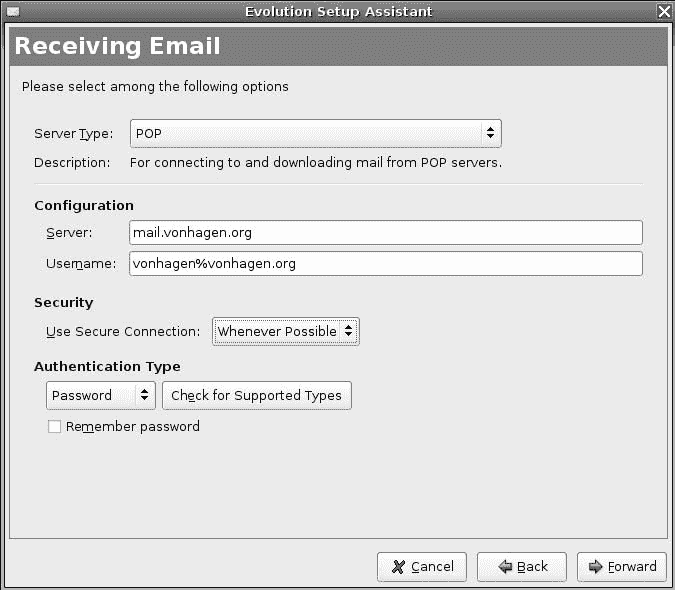 Evolution Setup Assistant
Receiving Email
Please select among the following options
Server Type: POP
Description: For connecting to and downloading mail from POP servers.
Configuration
Server: mail.vonhagen.org
Username: vonhagen%vonhagen.org
Security
Use Secure Connection: Whenever Possible
Authentication Type
Password Check for Supported Types
Remember password
Cancel Back Forward